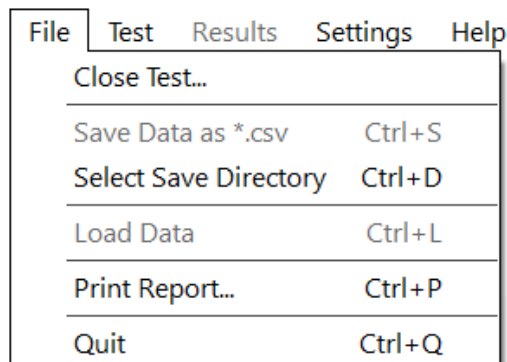 File Test Results Settings Help
Close Test...
Save Data as *.csv Ctrl+S
Select Save Directory Ctrl+D
Load Data Ctrl+L
Print Report... Ctrl+P
Quit Ctrl+Q